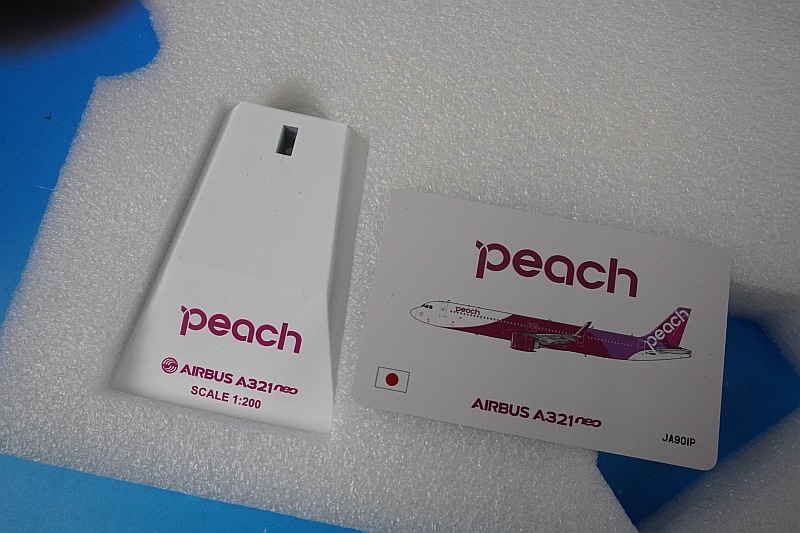 peach
AIRBUS A321neo
SCALE 1:200
peach
peach
peach
AIRBUS A321neo
JA901P